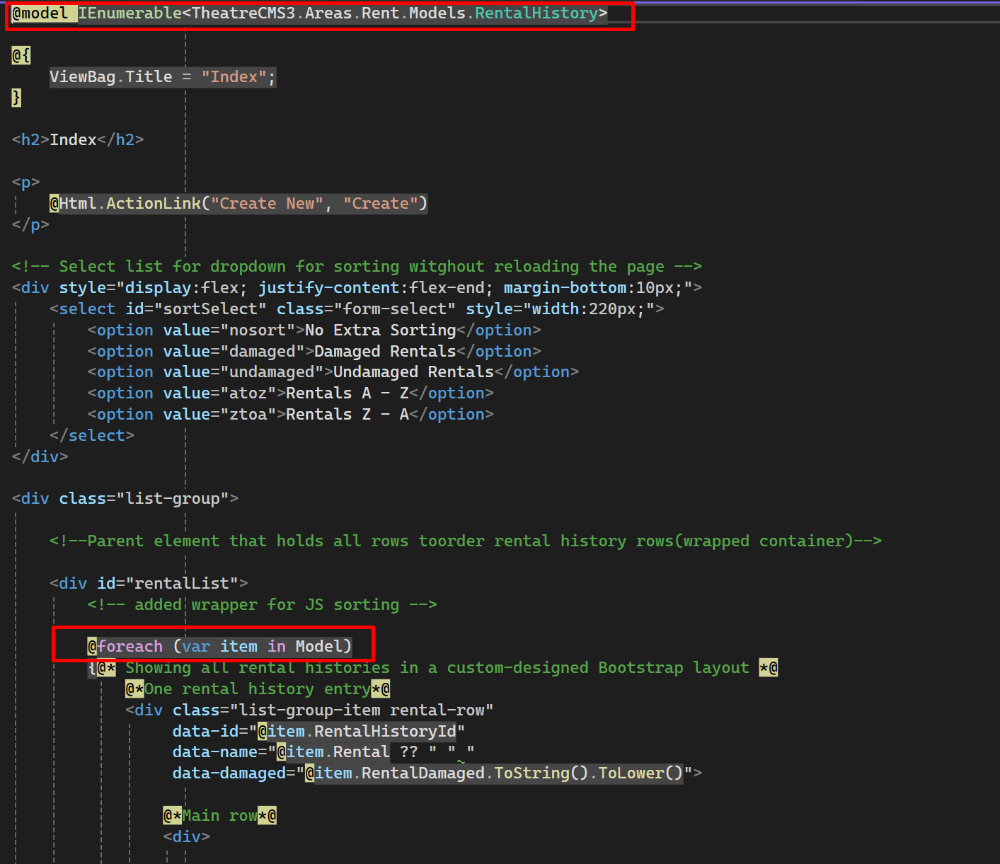 @model IEnumerable<TheatreCMS3.Areas.Rent.Models.RentalHistory>
@{
ViewBag.Title = "Index";
}
<h2>Index</h2>
<p>
@Html.ActionLink("Create New", "Create")
</p>
<!-- Select list for dropdown for sorting witghout reloading the page -->
<div style="display:flex; justify-content:flex-end; margin-bottom:10px;">
<select id="sortSelect" class="form-select" style="width:220px;">
<option value="nosort">No Extra Sorting</option>
<option value="damaged">Damaged Rentals</option>
<option value="undamaged">Undamaged Rentals</option>
<option value="atoz">Rentals A - Z</option>
<option value="ztoa">Rentals Z - A</option>
</select>
</div>
<div class="list-group">
<!--Parent element that holds all rows toorder rental history rows(wrapped container)-->
<div id="rentalList">
<!-- added wrapper for JS sorting -->
@foreach (var item in Model)
{@* Showing all rental histories in a custom-designed Bootstrap layout *@
@*One rental history entry*@
<div class="list-group-item rental-row"
data-id="@item.RentalHistoryId"
data-name="@item.Rental ?? " " "
data-damaged="@item.RentalDamaged.ToString().ToLower()">
@*Main row*@
<div>